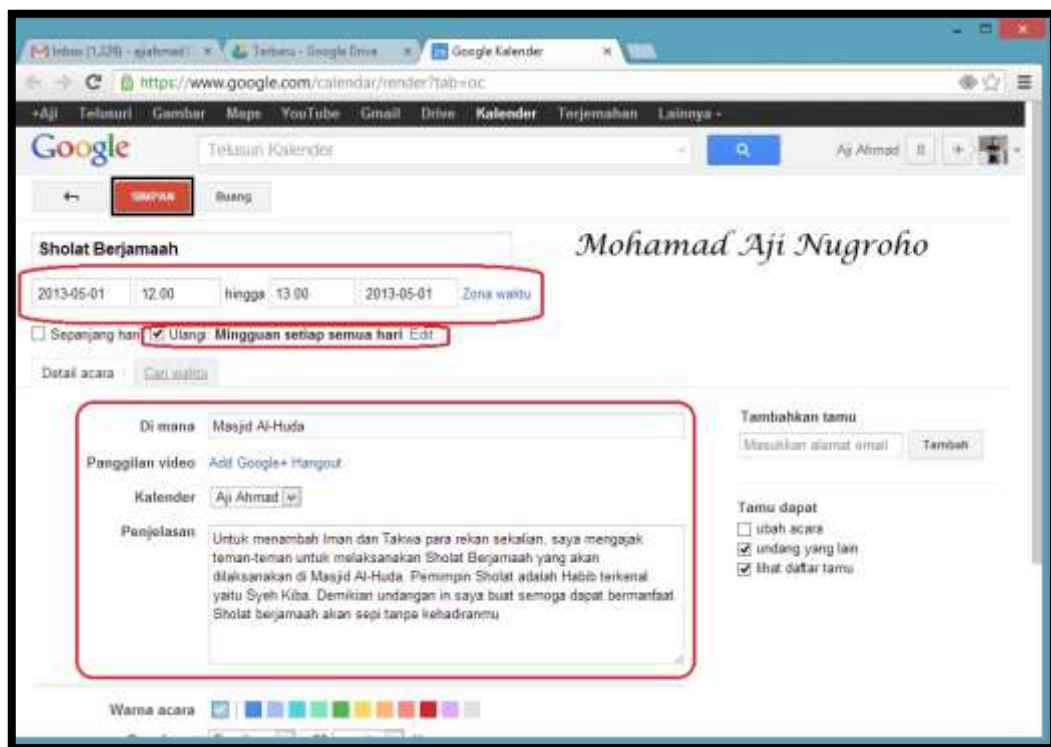 Inbox (1,229) - ajiahmad1
Terbaru - Google Drive
Google Kalender
https://www.google.com/calendar/render?tab=oc
+Aji Telusuri Gambar Maps YouTube Gmail Drive Kalender Terjemahan Lainnya
Google Telusuri Kalender Aji Ahmad
SIMPAN Buang
Sholat Berjamaah
Mohamad Aji Nugroho
2013-05-01 12.00 hingga 13.00 2013-05-01 Zona waktu
Sepanjang hari Ulangi: Mingguan setiap semua hari Edit
Detail acara Cari waktu
Di mana Masjid Al-Huda
Panggilan video Add Google+ Hangout
Kalender Aji Ahmad
Penjelasan
Untuk menambah Iman dan Takwa para rekan sekalian, saya mengajak
teman-teman untuk melaksanakan Sholat Berjamaah yang akan
dilaksanakan di Masjid Al-Huda. Pemimpin Sholat adalah Habib terkenal
yaitu Syeh Kiba. Demikian undangan in saya buat semoga dapat bermanfaat.
Sholat berjamaah akan sepi tanpa kehadiranmu
Tambahkan tamu
Masukkan alamat email Tambah
Tamu dapat
ubah acara
undang yang lain
lihat daftar tamu
Warna acara